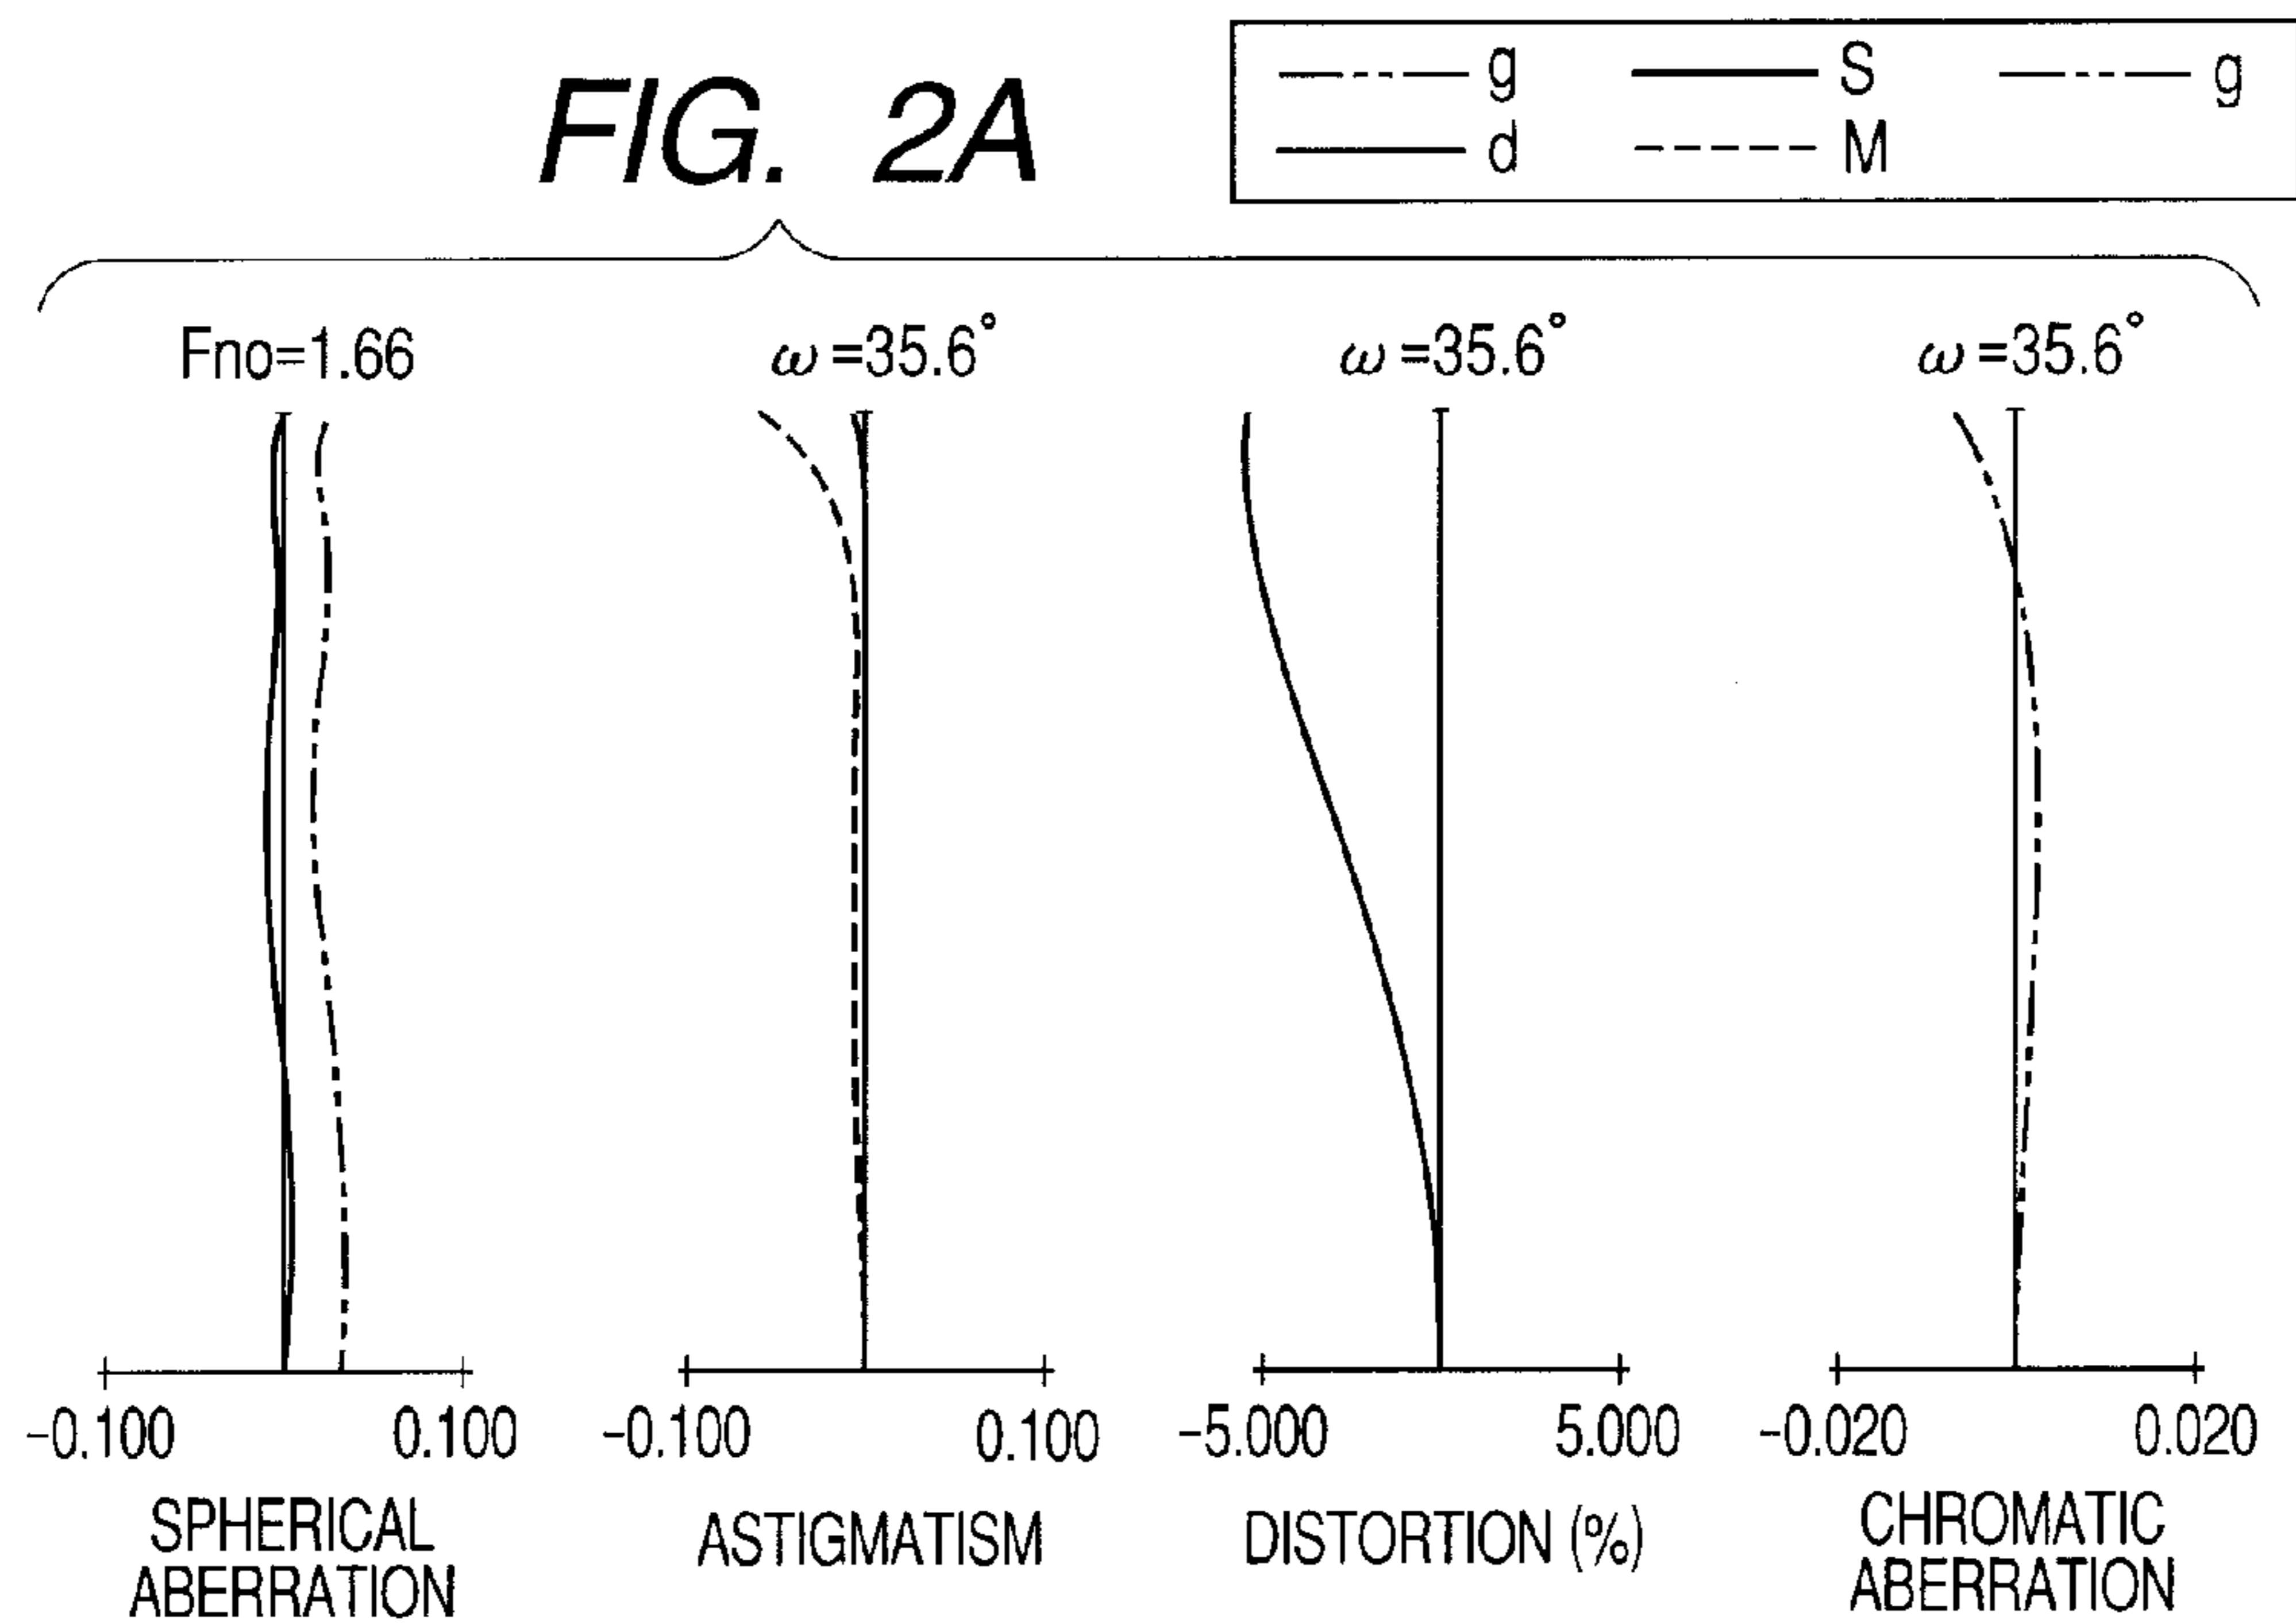 FIG. 2A
g S g
d M
Fno=1.66
ω=35.6°
ω=35.6°
ω=35.6°
-0.100 0.100
-0.100 0.100
-5.000 5.000
-0.020 0.020
SPHERICAL
ABERRATION
ASTIGMATISM
DISTORTION (%)
CHROMATIC
ABERRATION